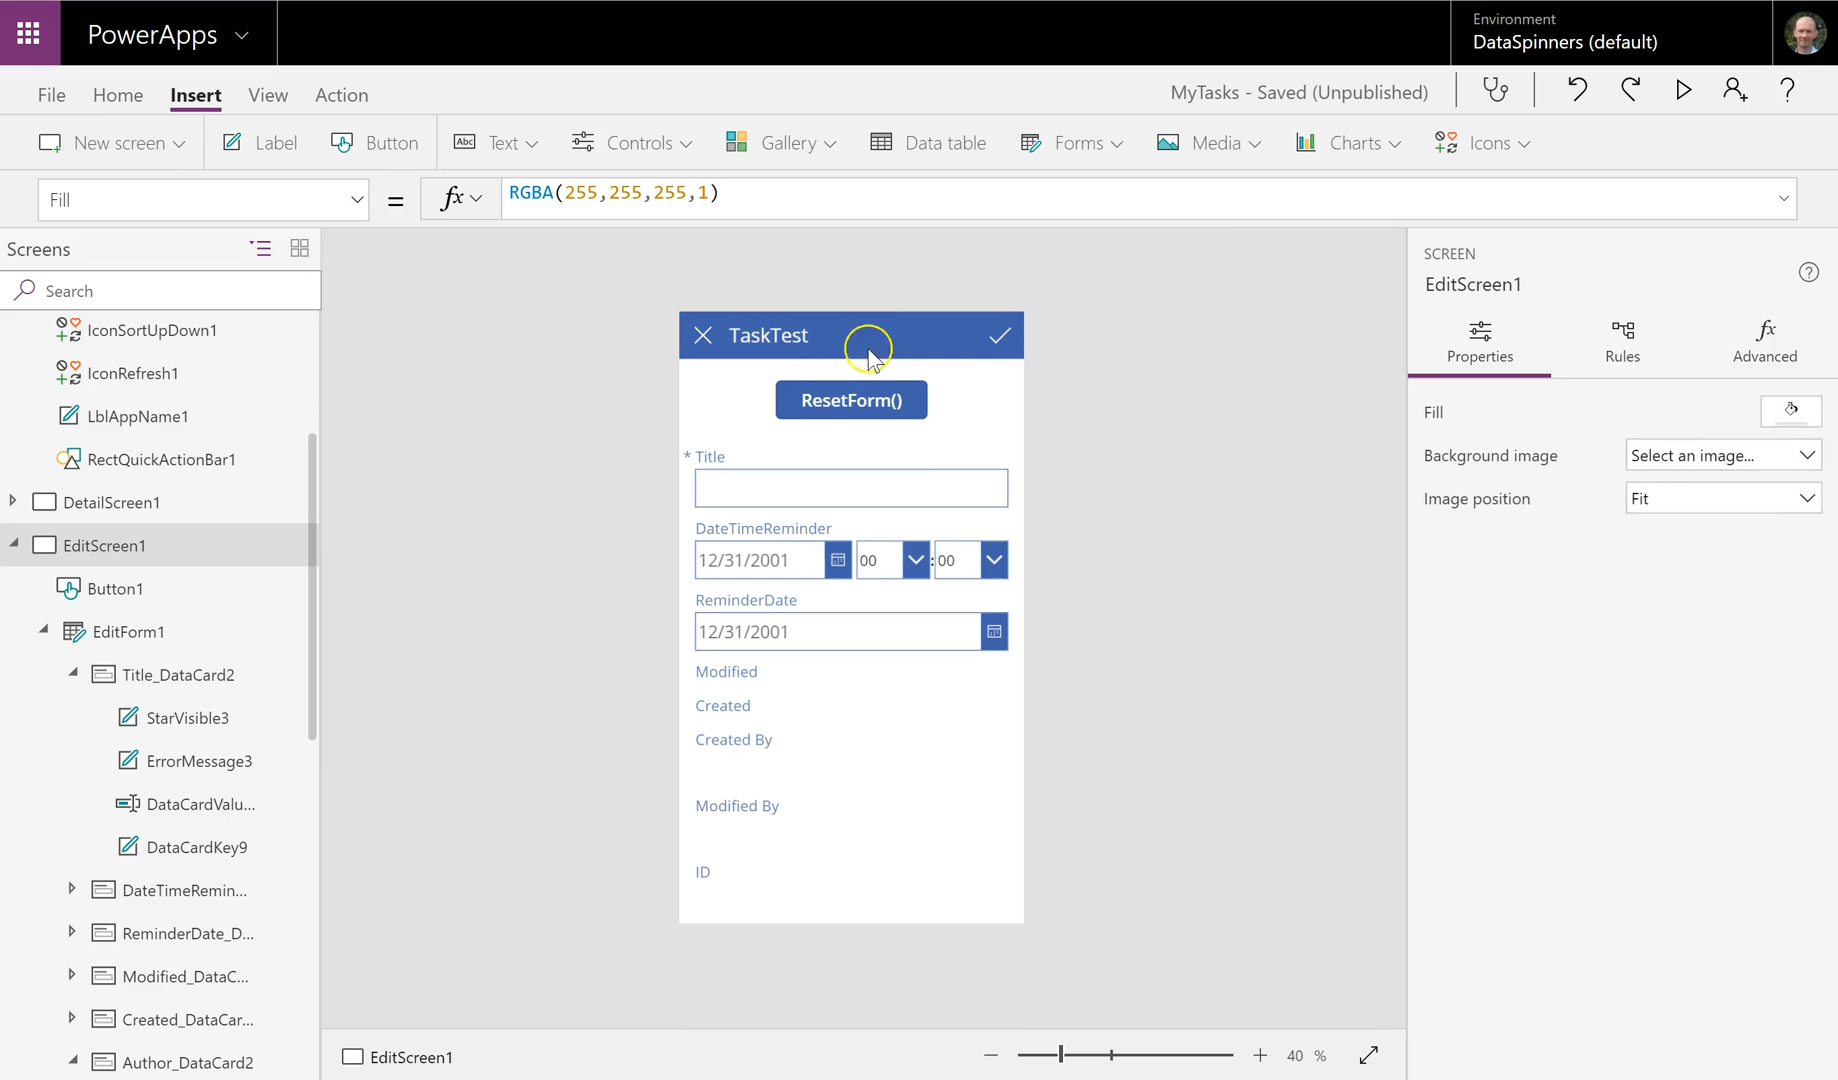 PowerApps
Environment
DataSpinners (default)
File Home Insert View Action
MyTasks - Saved (Unpublished)
New screen Label Button Abc Text Controls Gallery Data table Forms Media Charts Icons
Fill = fx RGBA(255,255,255,1)
Screens
Search
IconSortUpDown1
IconRefresh1
LblAppName1
RectQuickActionBar1
DetailScreen1
EditScreen1
Button1
EditForm1
Title_DataCard2
StarVisible3
ErrorMessage3
DataCardValu...
DataCardKey9
DateTimeRemin...
ReminderDate_D...
Modified_DataC...
Created_DataCar...
Author_DataCard2
TaskTest
ResetForm()
* Title
DateTimeReminder
12/31/2001 00 : 00
ReminderDate
12/31/2001
Modified
Created
Created By
Modified By
ID
EditScreen1
40 %
SCREEN
EditScreen1
Properties Rules fx Advanced
Fill
Background image Select an image...
Image position Fit